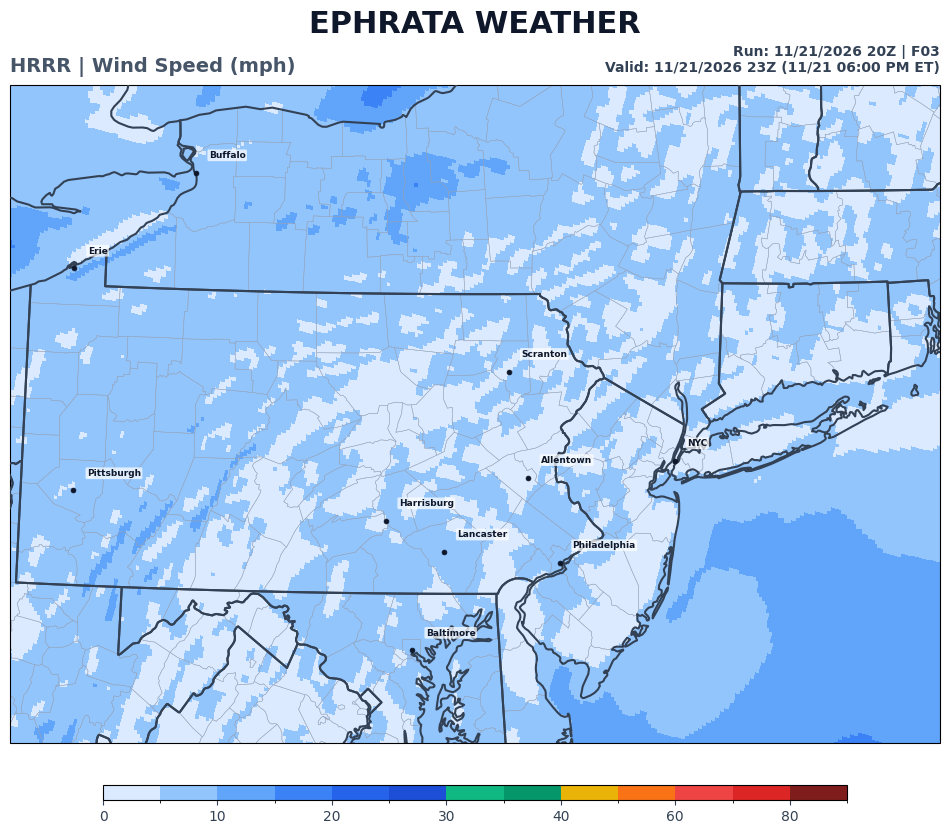 EPHRATA WEATHER
HRRR | Wind Speed (mph)
Run: 11/21/2026 20Z | F03
Valid: 11/21/2026 23Z (11/21 06:00 PM ET)
Buffalo
Erie
Scranton
NYC
Allentown
Pittsburgh
Harrisburg
Lancaster
Philadelphia
Baltimore
0 10 20 30 40 50 60 70 80